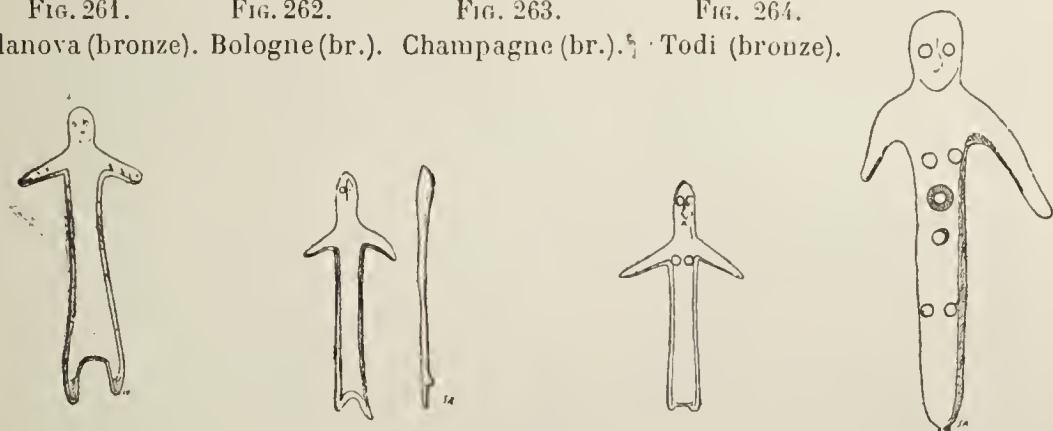 FIG. 261. FIG. 262. FIG. 263. FIG. 264.
lanova (bronze). Bologne (br.). Champagne (br.). Todi (bronze).